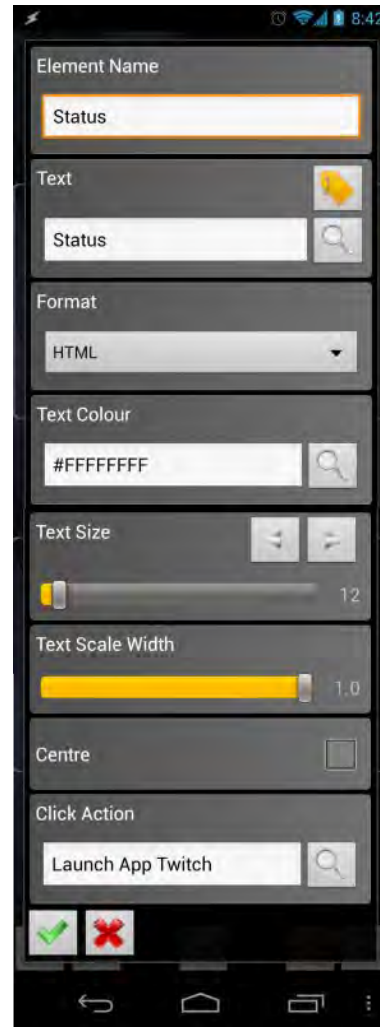 8:42
Element Name
Status
Text
Status
Format
HTML
Text Colour
#FFFFFFFF
Text Size
12
Text Scale Width
1.0
Centre
Click Action
Launch App Twitch